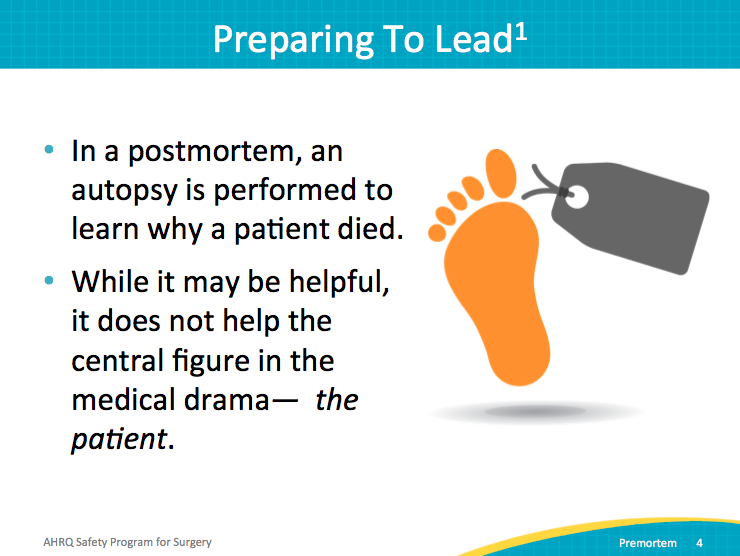 Preparing To Lead¹
• In a postmortem, an
autopsy is performed to
learn why a patient died.
• While it may be helpful,
it does not help the
central figure in the
medical drama— the
patient.
AHRQ Safety Program for Surgery
Premortem 4